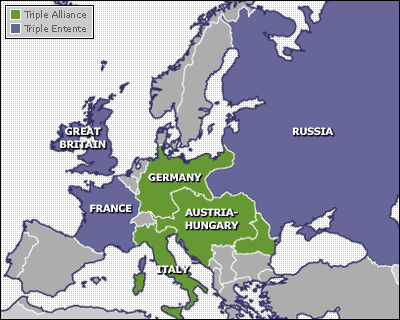 Triple Alliance
Triple Entente
GREAT
BRITAIN
RUSSIA
GERMANY
FRANCE
AUSTRIA-
HUNGARY
ITALY